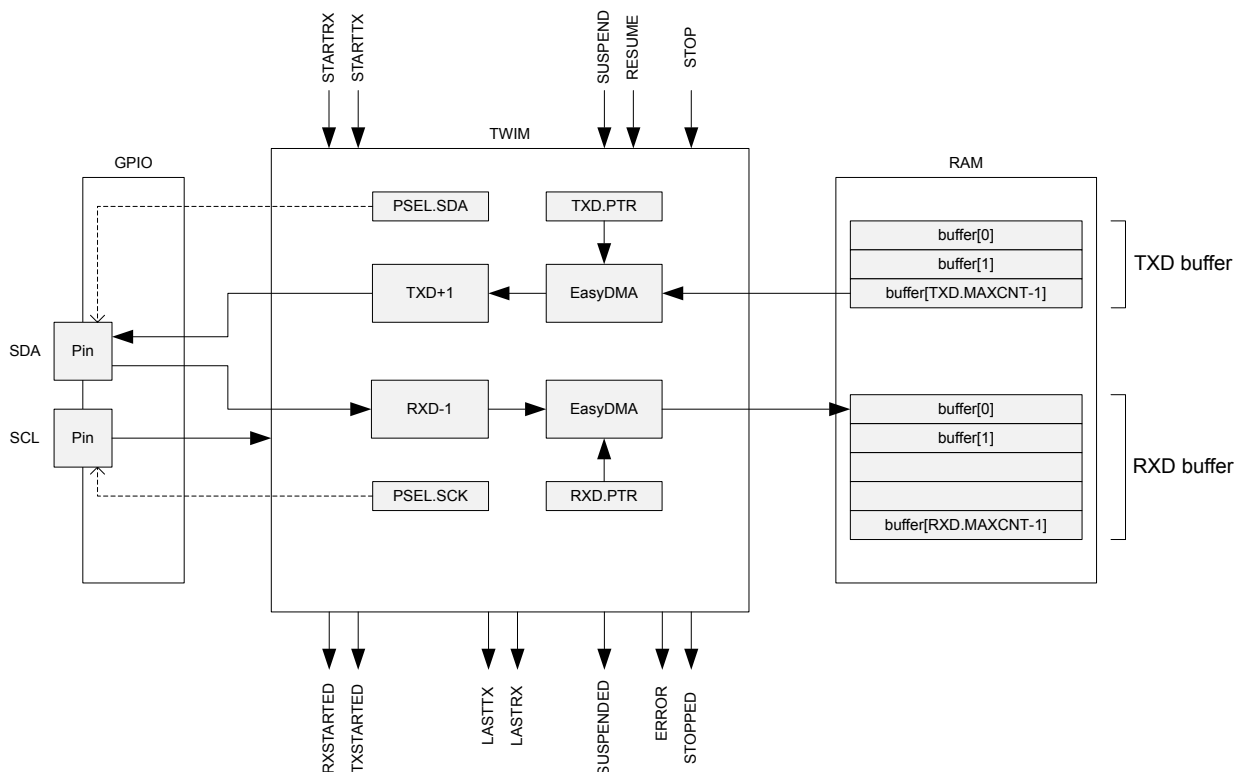 STARTRX
STARTTX
SUSPEND
RESUME
STOP
GPIO
TWIM
RAM
PSEL.SDA
TXD.PTR
buffer[0]
buffer[1]
buffer[TXD.MAXCNT-1]
TXD buffer
TXD+1
EasyDMA
SDA
Pin
RXD-1
EasyDMA
buffer[0]
buffer[1]
buffer[RXD.MAXCNT-1]
RXD buffer
SCL
Pin
PSEL.SCK
RXD.PTR
RXSTARTED
TXSTARTED
LASTTX
LASTRX
SUSPENDED
ERROR
STOPPED